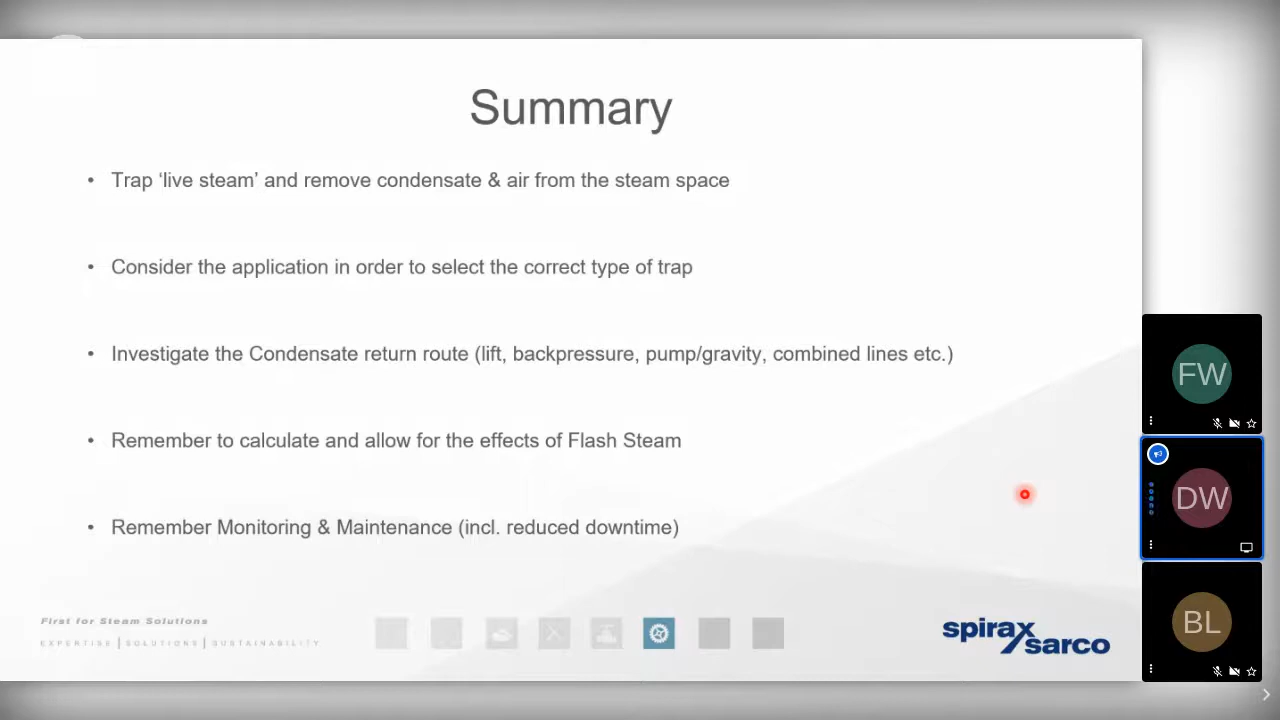 Summary
• Trap ‘live steam’ and remove condensate & air from the steam space
• Consider the application in order to select the correct type of trap
• Investigate the Condensate return route (lift, backpressure, pump/gravity, combined lines etc.)
• Remember to calculate and allow for the effects of Flash Steam
• Remember Monitoring & Maintenance (incl. reduced downtime)
First for Steam Solutions
EXPERTISE | SOLUTIONS | SUSTAINABILITY
spirax
sarco
FW
DW
BL